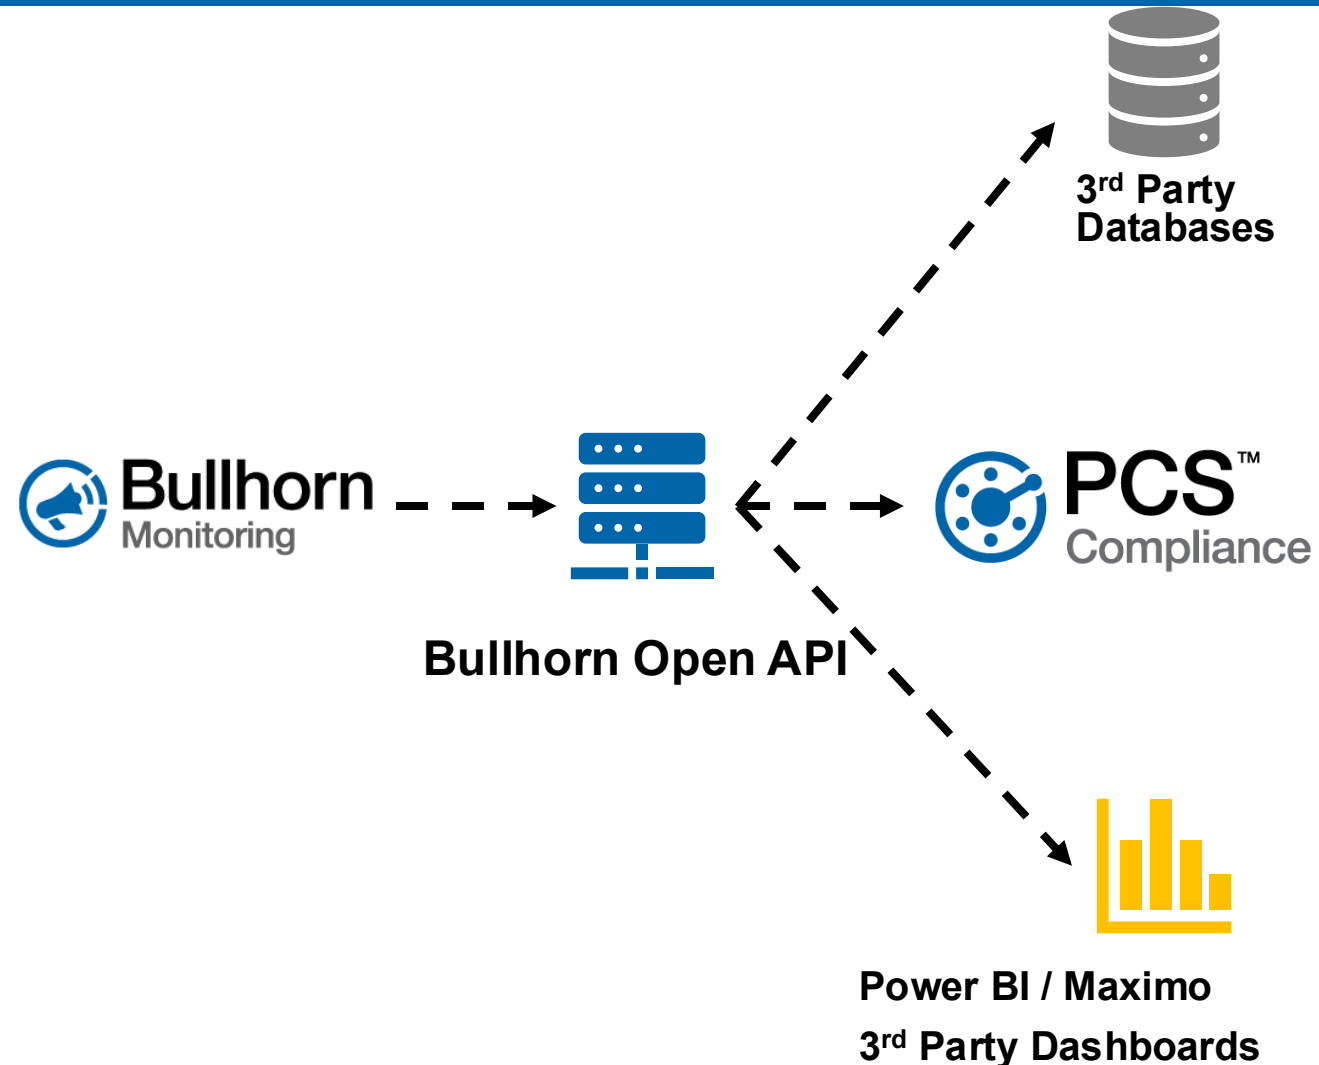 3rd Party
Databases
Bullhorn
Monitoring
PCS™
Compliance
Bullhorn Open API
Power BI / Maximo
3rd Party Dashboards